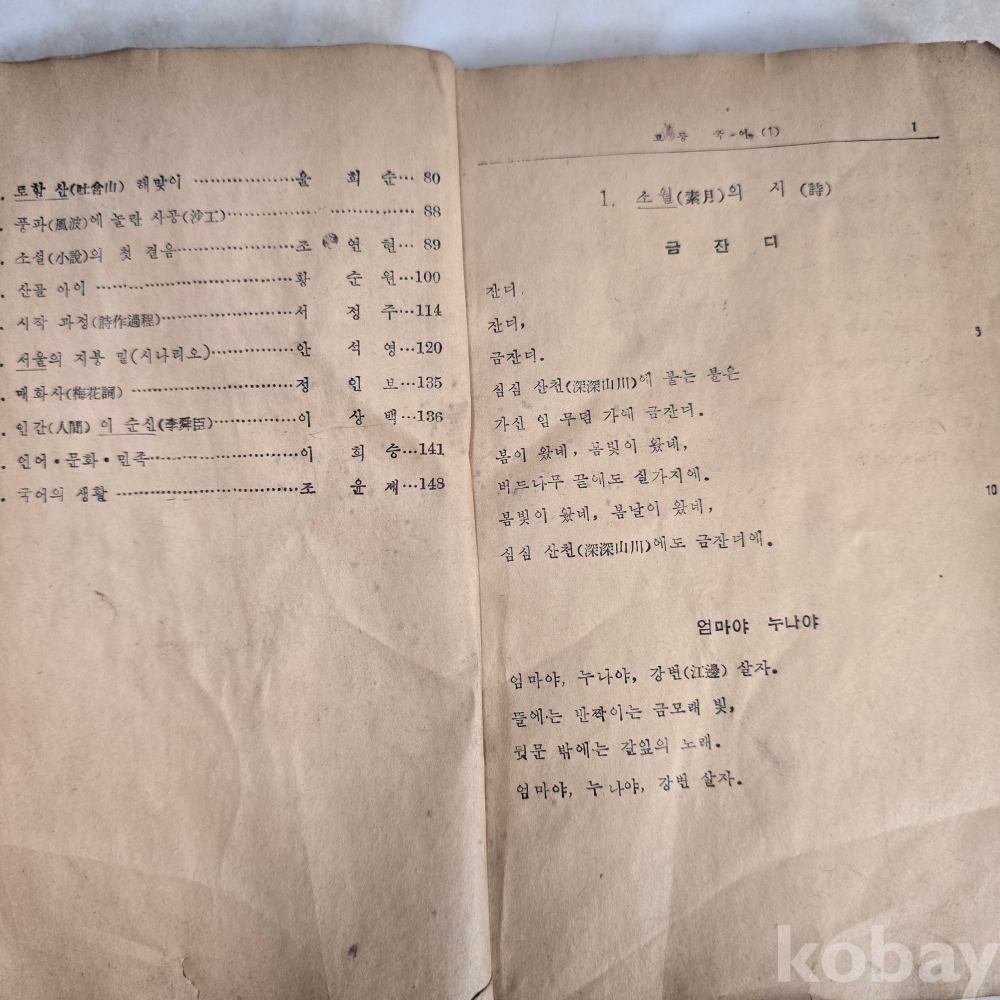 . 토함 산(吐含山) 해맞이 ················윤 희 순··· 80
. 풍파(風波)에 놀란 사공(沙工)····························· 88
. 소설(小說)의 첫 걸음··················조 연 현··· 89
. 산골 아이 ·····························황 순 원···100
. 시작 과정(詩作過程)····················서 정 주···114
. 서울의 지붕 밑(시나리오)···············안 석 영···120
. 매화사(梅花詞)························정 인 보···135
. 인간(人間) 이 순신(李舜臣)·············이 상 백···136
. 언어·문화·민족·······················이 희 승···141
. 국어의 생활 ··························조 윤 제···148
고등 국어 (1) 1
1. 소월(素月)의 시 (詩)
금 잔 디
잔디,
잔디, 5
금잔디.
심심 산천(深深山川)에 붙는 불은
가신 임 무덤 가에 금잔디.
봄이 왔네, 봄빛이 왔네,
버드나무 끝에도 실가지에. 10
봄빛이 왔네, 봄날이 왔네,
심심 산천(深深山川)에도 금잔디에.
엄마야 누나야
엄마야, 누나야, 강변(江邊) 살자.
뜰에는 반짝이는 금모래 빛,
뒷문 밖에는 갈잎의 노래.
엄마야, 누나야, 강변 살자.
kobay